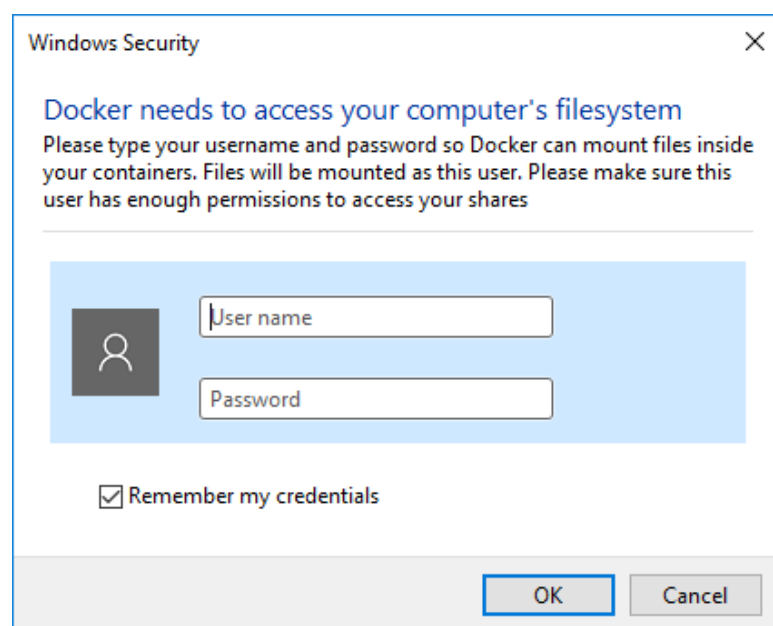 Windows Security
Docker needs to access your computer's filesystem
Please type your username and password so Docker can mount files inside
your containers. Files will be mounted as this user. Please make sure this
user has enough permissions to access your shares
User name
Password
Remember my credentials
OK Cancel